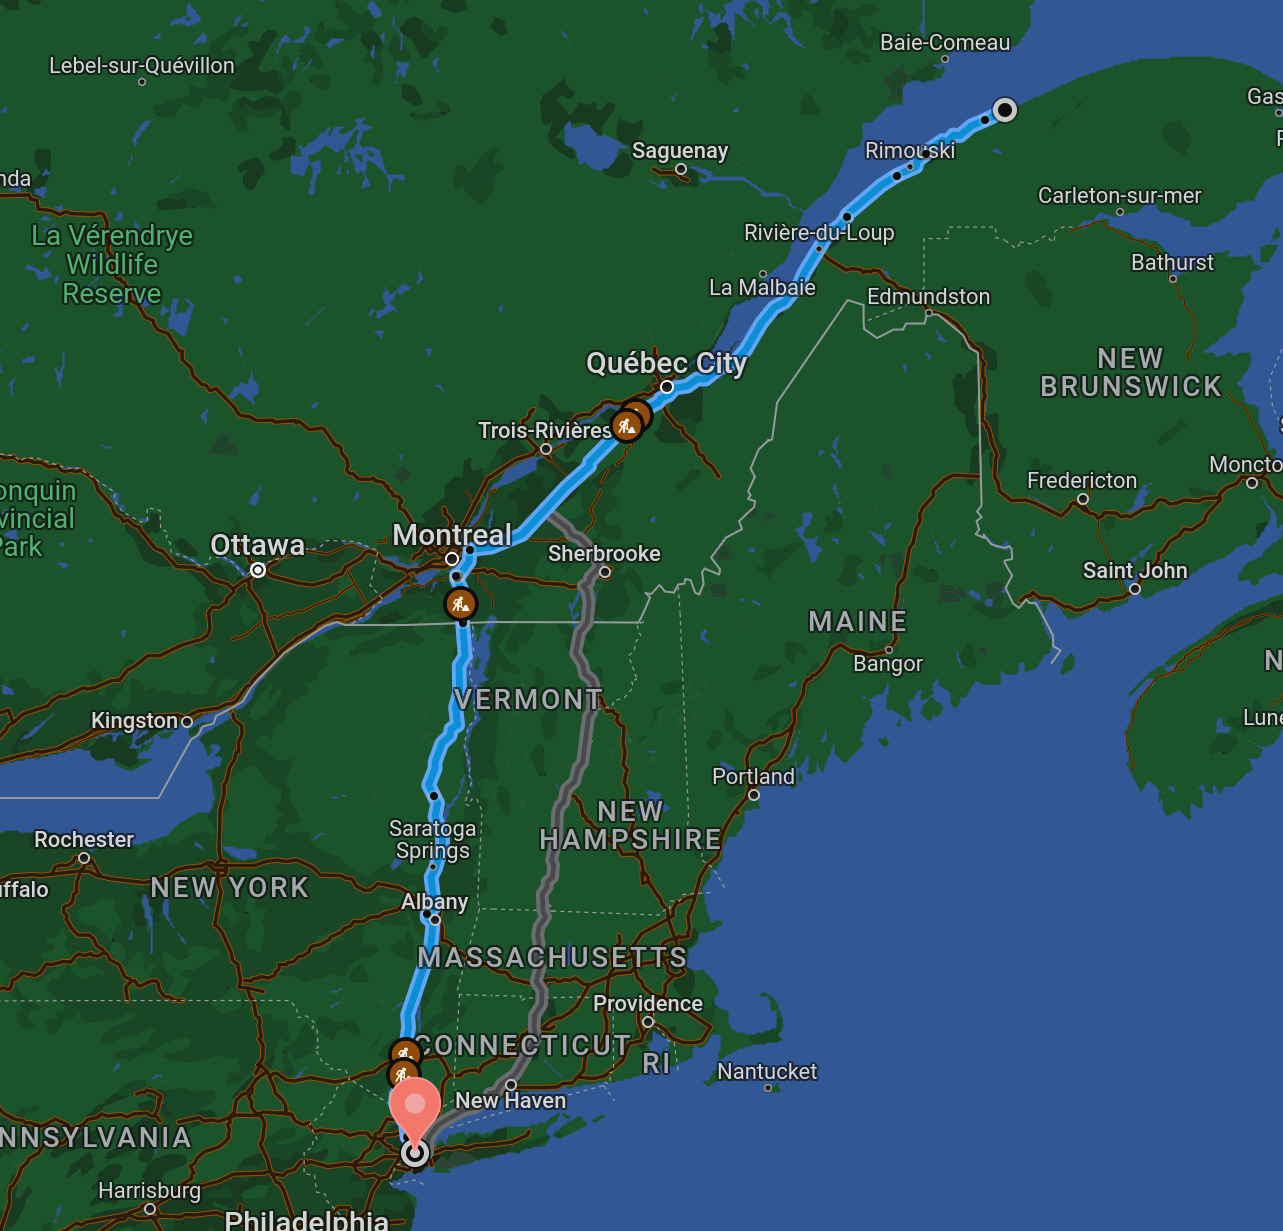 Baie-Comeau
Lebel-sur-Quévillon
Gas
Saguenay
Rimouski
nda
Carleton-sur-mer
La Vérendrye
Wildlife
Reserve
Rivière-du-Loup
Bathurst
La Malbaie
Edmundston
Québec City
NEW
BRUNSWICK
Trois-Rivières
Moncto
Fredericton
onquin
vincial
Park
Montreal
Ottawa
Sherbrooke
Saint John
MAINE
Bangor
N
VERMONT
Kingston
Lune
Portland
NEW
HAMPSHIRE
Saratoga
Springs
Rochester
uffalo
NEW YORK
Albany
MASSACHUSETTS
Providence
CONNECTICUT
RI
Nantucket
New Haven
NNSYLVANIA
Harrisburg
Philadelphia